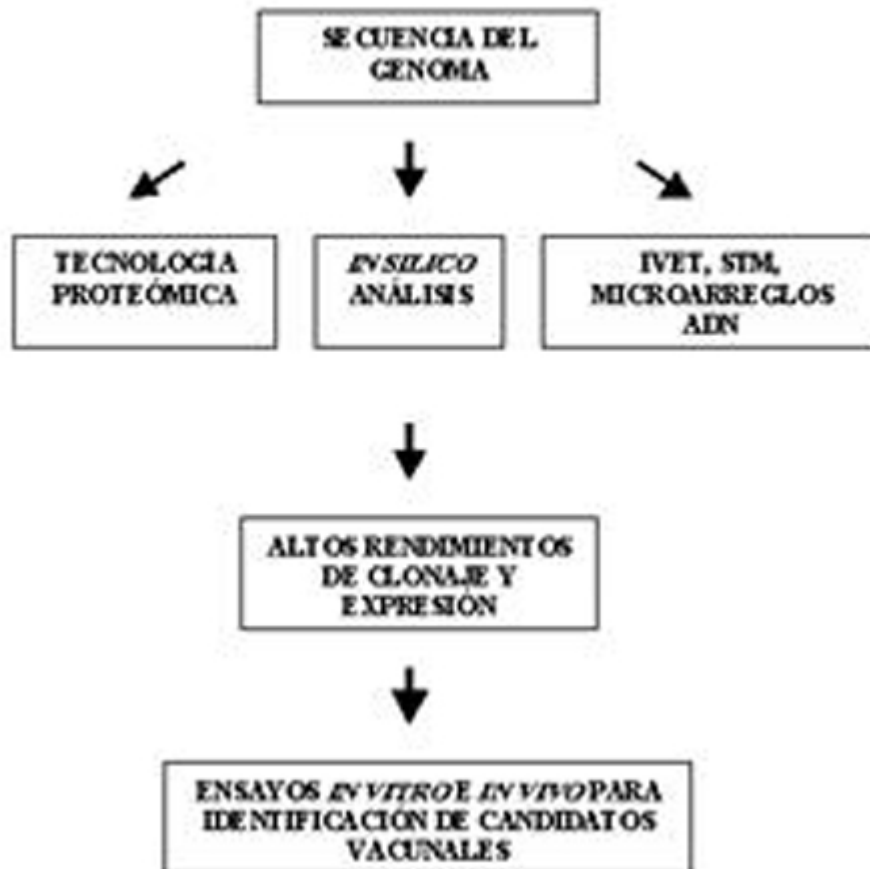 SECUENCIA DEL
GENOMA
TECNOLOGÍA
PROTEÓMICA
IN SILICO
ANÁLISIS
IVET, STM,
MICROARREGLOS
ADN
ALTOS RENDIMIENTOS
DE CLONAJE Y
EXPRESIÓN
ENSAYOS IN VITRO E IN VIVO PARA
IDENTIFICACIÓN DE CANDIDATOS
VACUNALES